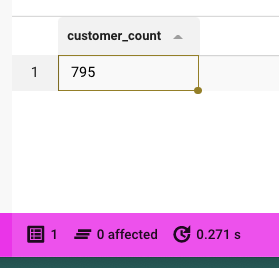 customer_count
1 795
1 0 affected 0.271 s